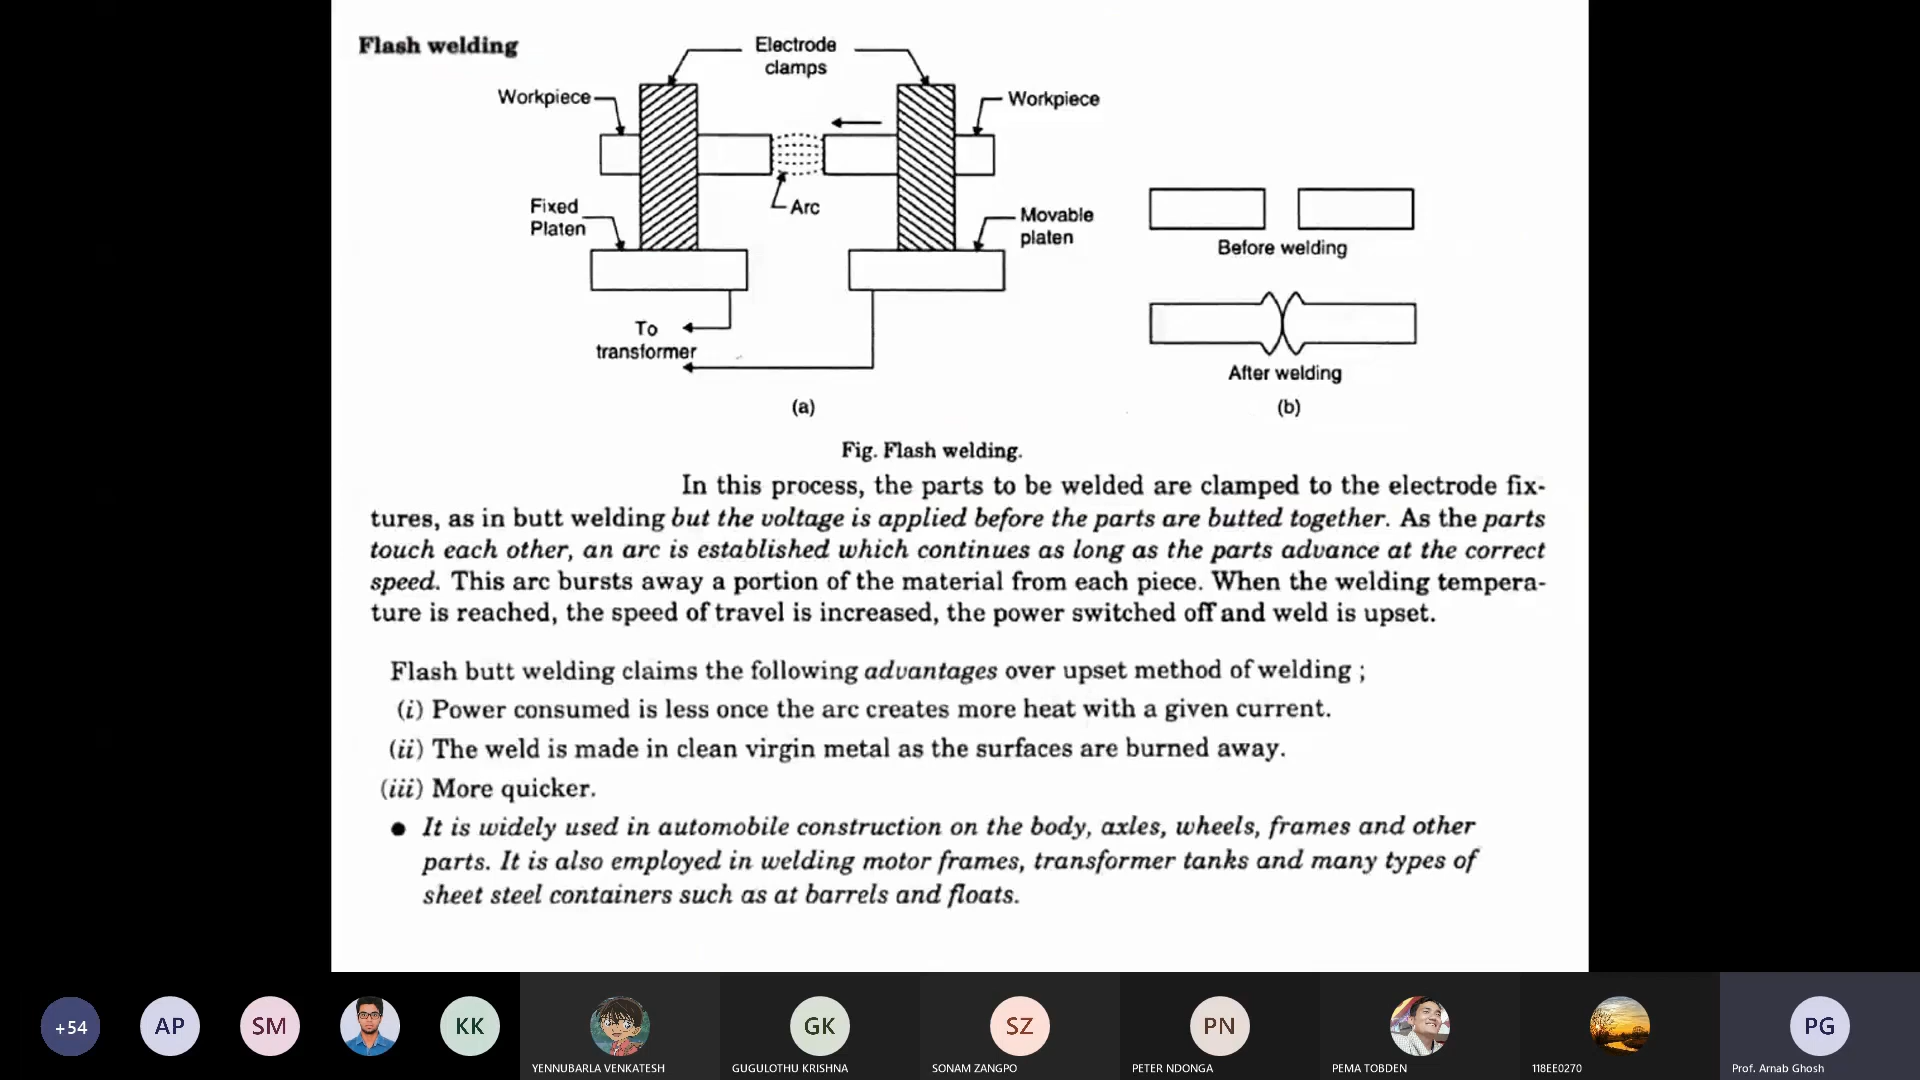 Flash welding
Electrode
clamps
Workpiece
Workpiece
Arc
Fixed
Platen
Movable
platen
To
transformer
(a)
Before welding
After welding
(b)
Fig. Flash welding.
In this process, the parts to be welded are clamped to the electrode fix-
tures, as in butt welding but the voltage is applied before the parts are butted together. As the parts
touch each other, an arc is established which continues as long as the parts advance at the correct
speed. This arc bursts away a portion of the material from each piece. When the welding tempera-
ture is reached, the speed of travel is increased, the power switched off and weld is upset.
Flash butt welding claims the following advantages over upset method of welding ;
(i) Power consumed is less once the arc creates more heat with a given current.
(ii) The weld is made in clean virgin metal as the surfaces are burned away.
(iii) More quicker.
● It is widely used in automobile construction on the body, axles, wheels, frames and other
parts. It is also employed in welding motor frames, transformer tanks and many types of
sheet steel containers such as at barrels and floats.
+54
AP
SM
KK
GK
SZ
PN
PG
YENNUBARLA VENKATESH
GUGULOTHU KRISHNA
SONAM ZANGPO
PETER NDONGA
PEMA TOBDEN
118EE0270
Prof. Arnab Ghosh